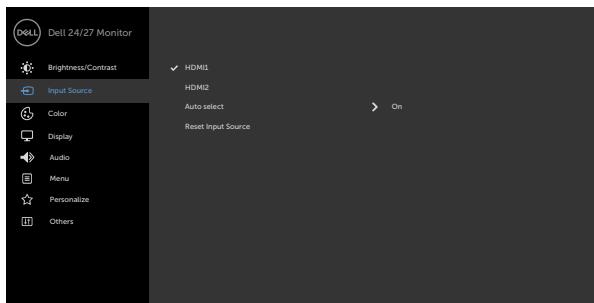 DELL Dell 24/27 Monitor
Brightness/Contrast
Input Source
Color
Display
Audio
Menu
Personalize
Others
HDMI1
HDMI2
Auto select On
Reset Input Source